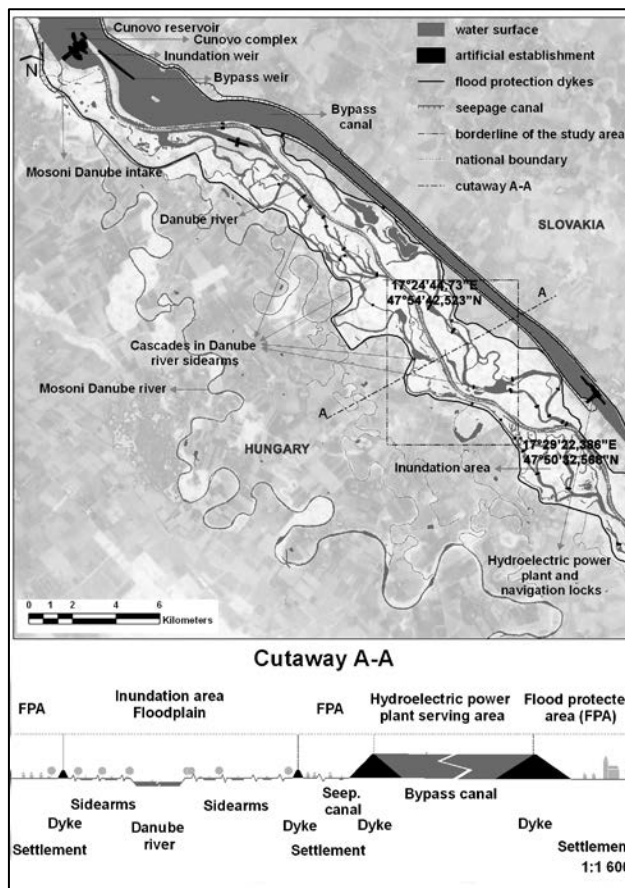 Cunovo reservoir
Cunovo complex
Inundation weir
N
Bypass weir
Bypass
canal
Mosoni Danube intake
Danube river
water surface
artificial establishment
flood protection dykes
seepage canal
borderline of the study area
national boundary
cutaway A-A
SLOVAKIA
17°24'44,73"E
47°54'42,523"N
A
Cascades in Danube
river sidearms
Mosoni Danube river
A
HUNGARY
17°29'22,386"E
47°50'32,568"N
Inundation area
Hydroelectric power
plant and
navigation locks
0 1 2 4 6
Kilometers
Cutaway A-A
FPA
Inundation area
Floodplain
FPA
Hydroelectric power
plant serving area
Flood protected
area (FPA)
Sidearms
Sidearms
Seep.
canal
Bypass canal
Dyke
Danube
river
Dyke
Dyke
Dyke
Settlement
Settlement
Settlement